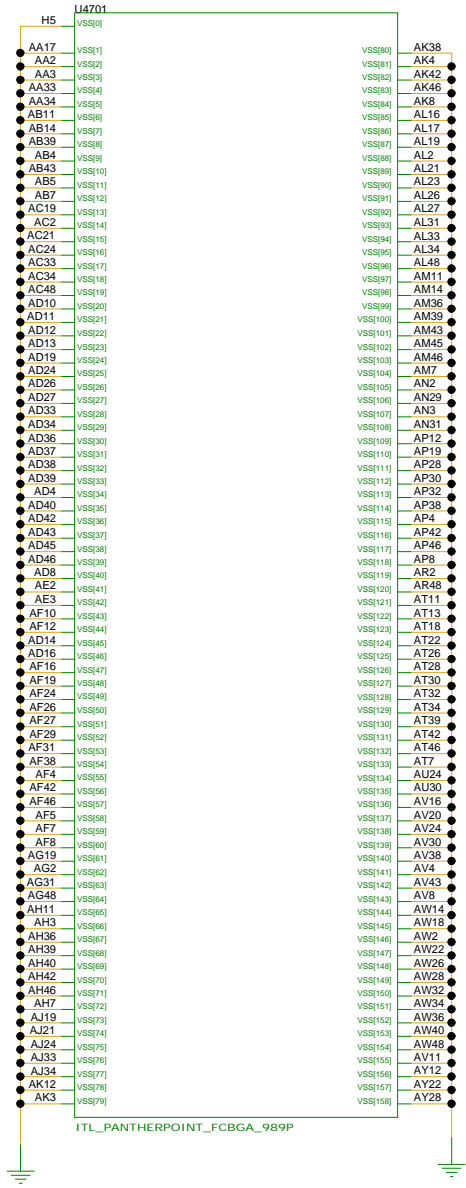 U4701
H5 VSS[0]
AA17 VSS[1] VSS[80] AK38
AA2 VSS[2] VSS[81] AK4
AA3 VSS[3] VSS[82] AK42
AA33 VSS[4] VSS[83] AK46
AA34 VSS[5] VSS[84] AK8
AB11 VSS[6] VSS[85] AL16
AB14 VSS[7] VSS[86] AL17
AB39 VSS[8] VSS[87] AL19
AB4 VSS[9] VSS[88] AL2
AB43 VSS[10] VSS[89] AL21
AB5 VSS[11] VSS[90] AL23
AB7 VSS[12] VSS[91] AL26
AC19 VSS[13] VSS[92] AL27
AC2 VSS[14] VSS[93] AL31
AC21 VSS[15] VSS[94] AL33
AC24 VSS[16] VSS[95] AL34
AC33 VSS[17] VSS[96] AL48
AC34 VSS[18] VSS[97] AM11
AC48 VSS[19] VSS[98] AM14
AD10 VSS[20] VSS[99] AM36
AD11 VSS[21] VSS[100] AM39
AD12 VSS[22] VSS[101] AM43
AD13 VSS[23] VSS[102] AM45
AD19 VSS[24] VSS[103] AM46
AD24 VSS[25] VSS[104] AM7
AD26 VSS[26] VSS[105] AN2
AD27 VSS[27] VSS[106] AN29
AD33 VSS[28] VSS[107] AN3
AD34 VSS[29] VSS[108] AN31
AD36 VSS[30] VSS[109] AP12
AD37 VSS[31] VSS[110] AP19
AD38 VSS[32] VSS[111] AP28
AD39 VSS[33] VSS[112] AP30
AD4 VSS[34] VSS[113] AP32
AD40 VSS[35] VSS[114] AP38
AD42 VSS[36] VSS[115] AP4
AD43 VSS[37] VSS[116] AP42
AD45 VSS[38] VSS[117] AP46
AD46 VSS[39] VSS[118] AP8
AD8 VSS[40] VSS[119] AR2
AE2 VSS[41] VSS[120] AR48
AE3 VSS[42] VSS[121] AT11
AF10 VSS[43] VSS[122] AT13
AF12 VSS[44] VSS[123] AT18
AD14 VSS[45] VSS[124] AT22
AD16 VSS[46] VSS[125] AT26
AF16 VSS[47] VSS[126] AT28
AF19 VSS[48] VSS[127] AT30
AF24 VSS[49] VSS[128] AT32
AF26 VSS[50] VSS[129] AT34
AF27 VSS[51] VSS[130] AT39
AF29 VSS[52] VSS[131] AT42
AF31 VSS[53] VSS[132] AT46
AF38 VSS[54] VSS[133] AT7
AF4 VSS[55] VSS[134] AU24
AF42 VSS[56] VSS[135] AU30
AF46 VSS[57] VSS[136] AV16
AF5 VSS[58] VSS[137] AV20
AF7 VSS[59] VSS[138] AV24
AF8 VSS[60] VSS[139] AV30
AG19 VSS[61] VSS[140] AV38
AG2 VSS[62] VSS[141] AV4
AG31 VSS[63] VSS[142] AV43
AG48 VSS[64] VSS[143] AV8
AH11 VSS[65] VSS[144] AW14
AH3 VSS[66] VSS[145] AW18
AH36 VSS[67] VSS[146] AW2
AH39 VSS[68] VSS[147] AW22
AH40 VSS[69] VSS[148] AW26
AH42 VSS[70] VSS[149] AW28
AH46 VSS[71] VSS[150] AW32
AH7 VSS[72] VSS[151] AW34
AJ19 VSS[73] VSS[152] AW36
AJ21 VSS[74] VSS[153] AW40
AJ24 VSS[75] VSS[154] AW48
AJ33 VSS[76] VSS[155] AV11
AJ34 VSS[77] VSS[156] AY12
AK12 VSS[78] VSS[157] AY22
AK3 VSS[79] VSS[158] AY28
ITL_PANTHERPOINT_FCBGA_989P